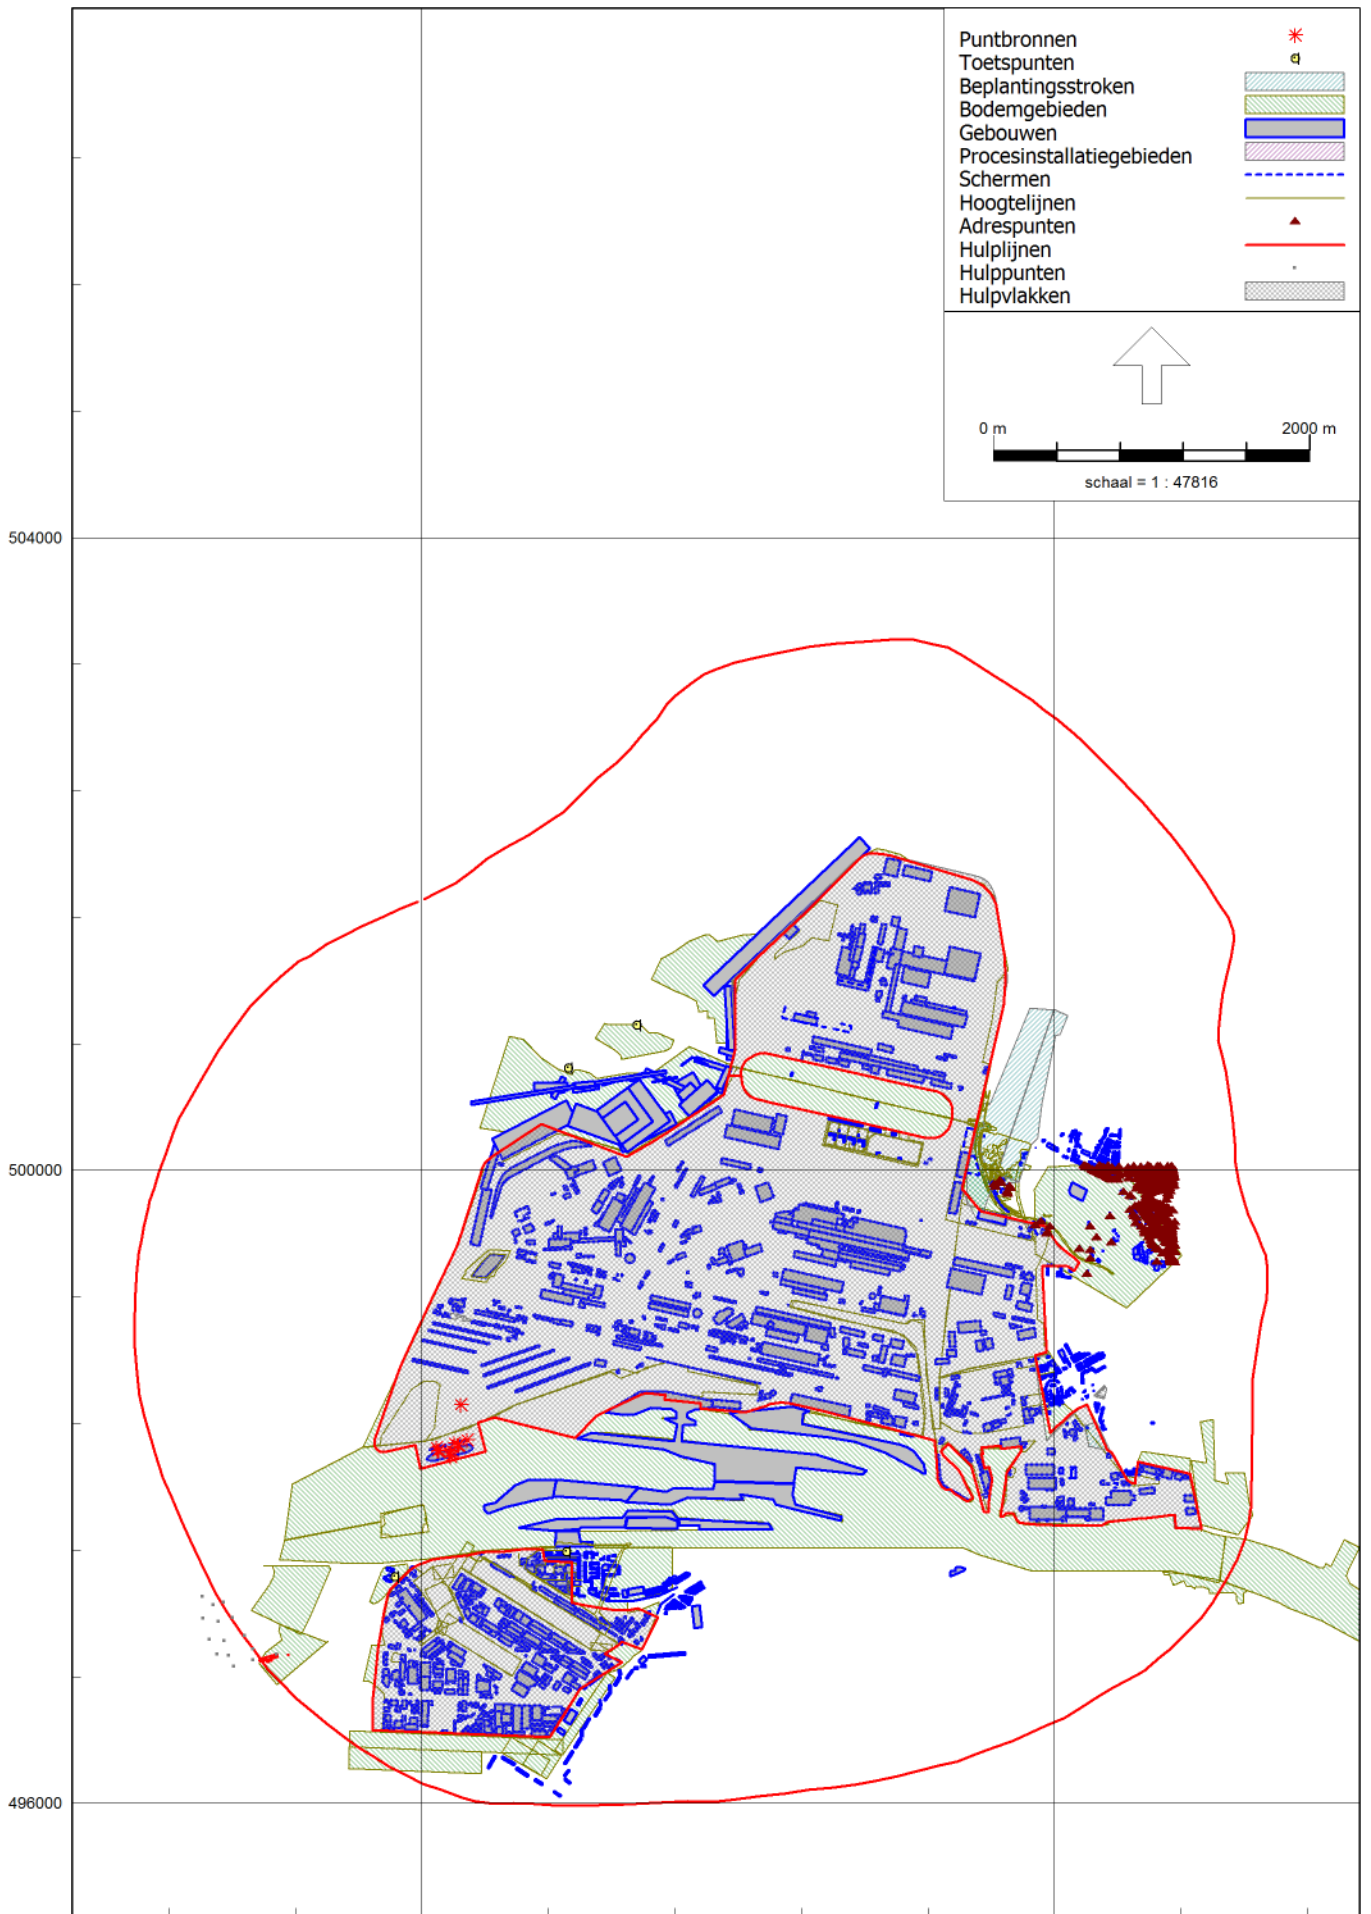 Puntbronnen
Toetspunten
Beplantingsstroken
Bodemgebieden
Gebouwen
Procesinstallatiegebieden
Schermen
Hoogtelijnen
Adrespunten
Hulplijnen
Hulppunten
Hulpvlakken
0 m 2000 m
schaal = 1 : 47816
504000
500000
496000